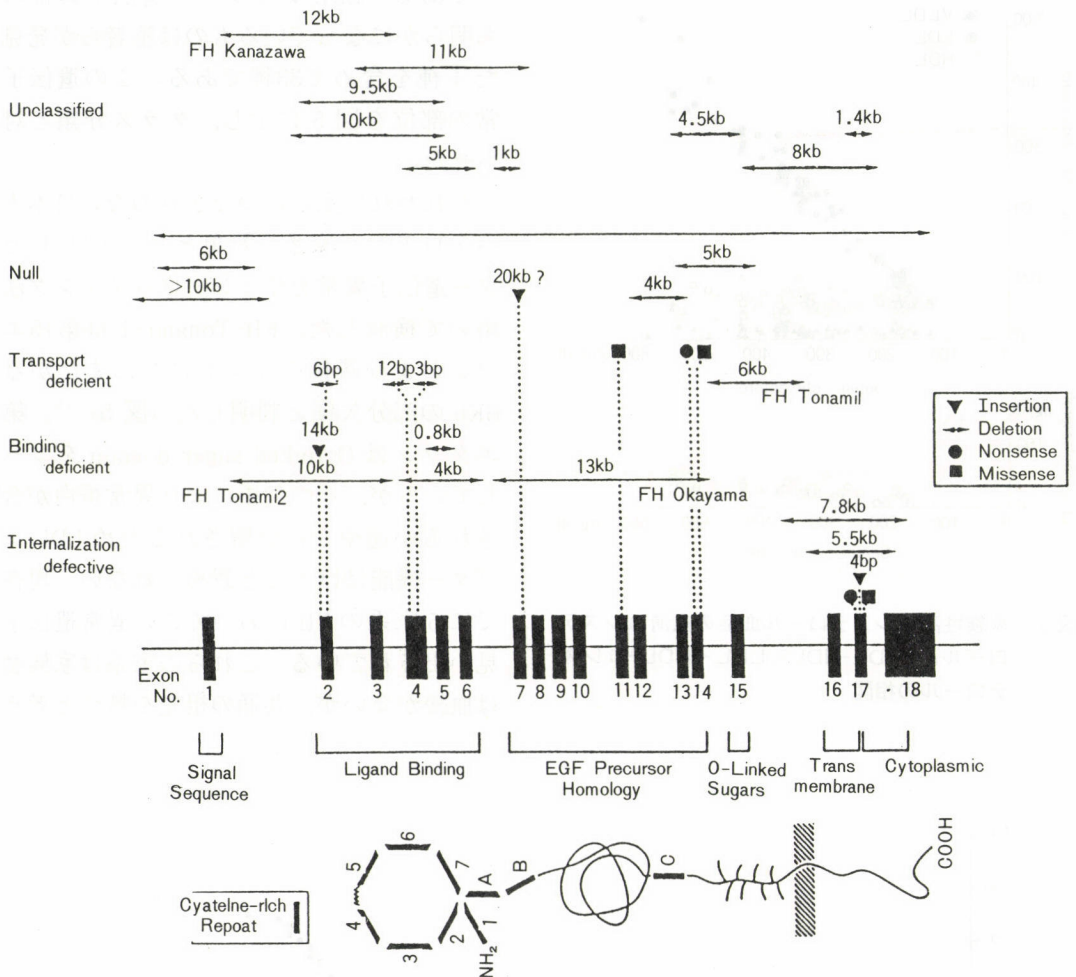 12kb
FH Kanazawa
11kb
9.5kb
Unclassified
10kb
4.5kb
1.4kb
5kb
1kb
8kb
6kb
5kb
Null
>10kb
20kb ?
4kb
Transport
deficient
6bp
12bp
3bp
6kb
FH Tonamil
14kb
0.8kb
Binding
deficient
10kb
4kb
13kb
FH Tonami2
FH Okayama
Insertion
Deletion
Nonsense
Missense
7.8kb
Internalization
defective
5.5kb
4bp
Exon
No.
1 2 3 4 5 6 7 8 9 10 11 12 13 14 15 16 17 18
Signal
Sequence
Ligand Binding
EGF Precursor
Homology
O-Linked
Sugars
Trans
membrane
Cytoplasmic
Cyatelne-rlch
Repoat
1
2
3
4
5
6
7
A
B
C
NH₂
COOH